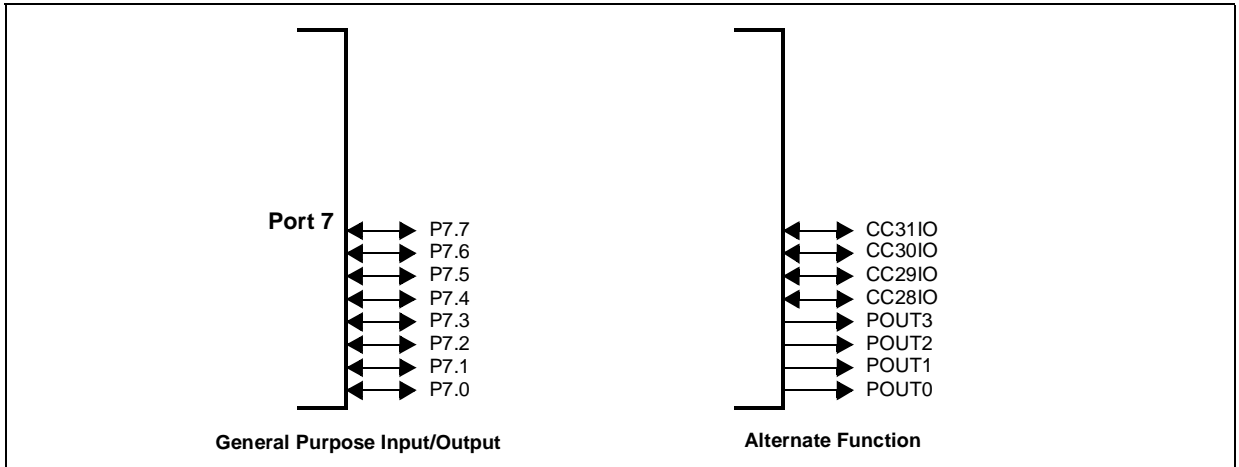 Port 7
P7.7
P7.6
P7.5
P7.4
P7.3
P7.2
P7.1
P7.0
General Purpose Input/Output
CC31IO
CC30IO
CC29IO
CC28IO
POUT3
POUT2
POUT1
POUT0
Alternate Function